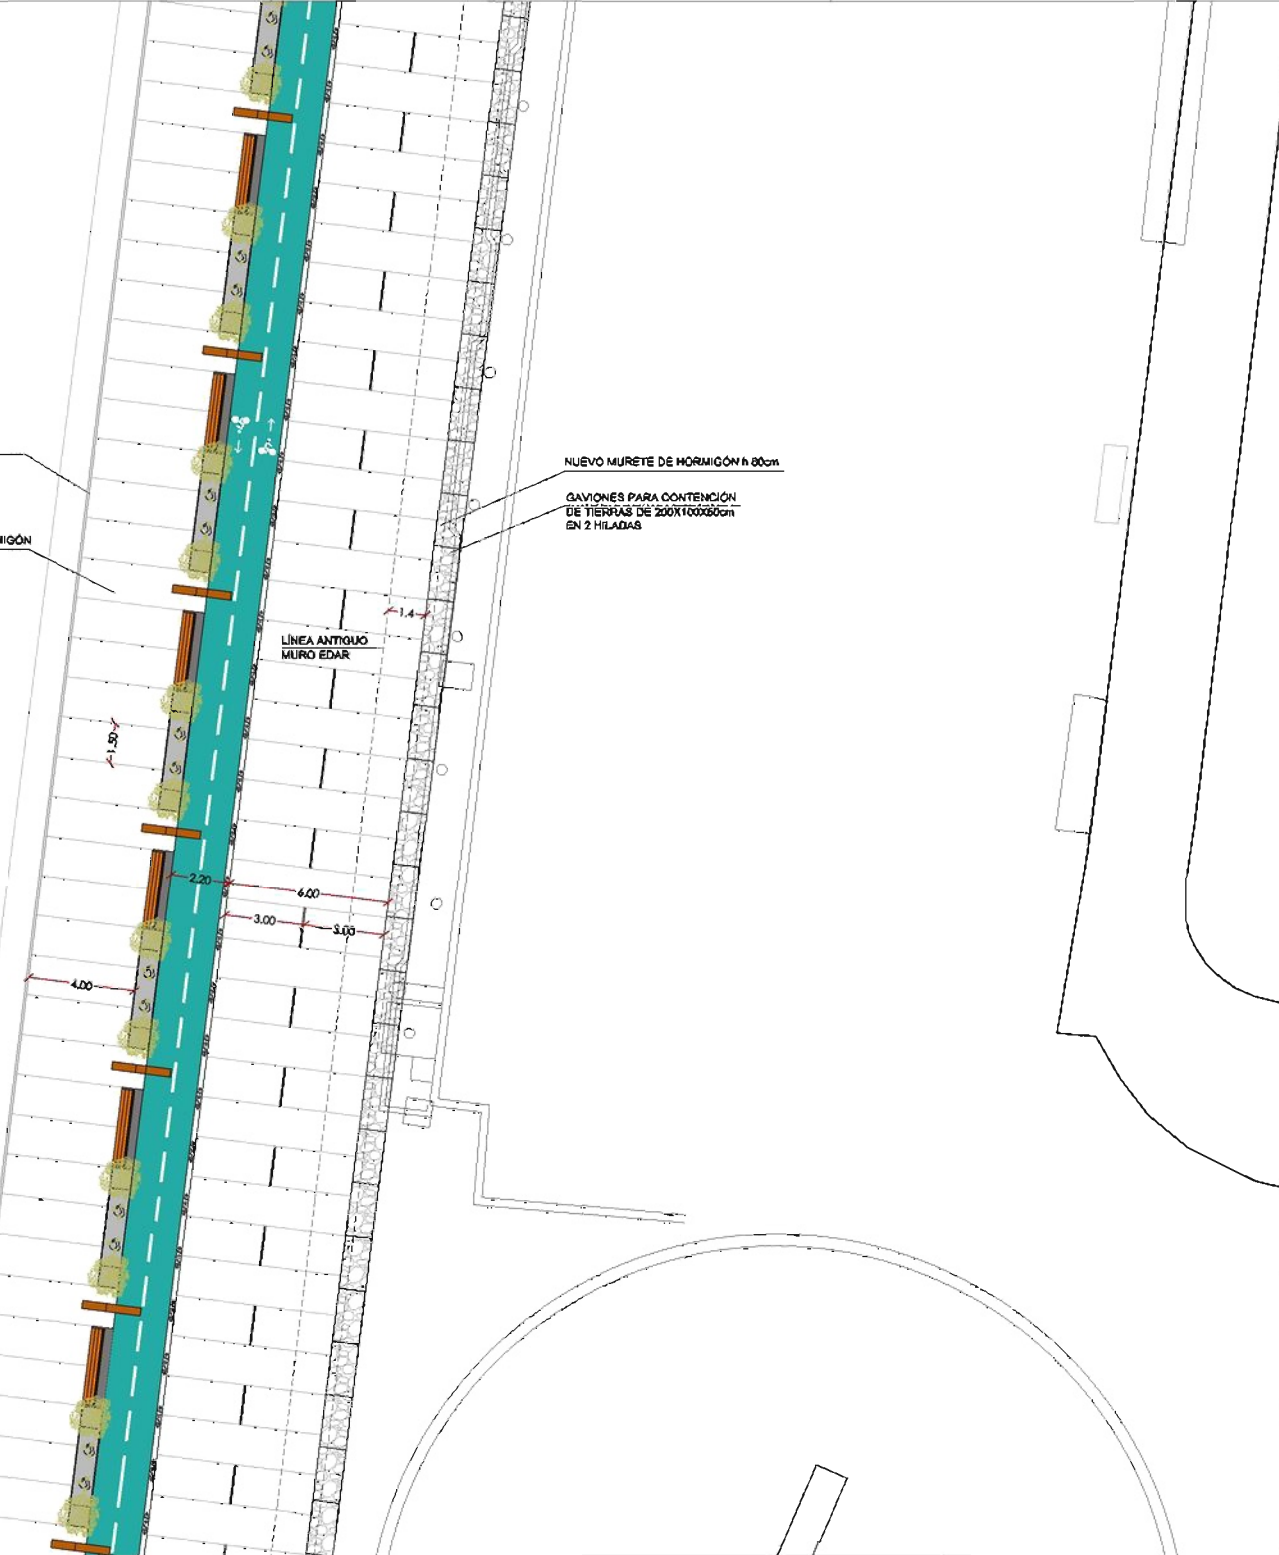 NUEVO MURETE DE HORMIGÓN h 80cm
GAVIONES PARA CONTENCIÓN
DE TIERRAS DE 200X100X50cm
EN 2 HILADAS
MIGÓN
1.4
LÍNEA ANTIGUO
MURO EDAR
1.50
2.20
6.00
3.00
3.00
4.00